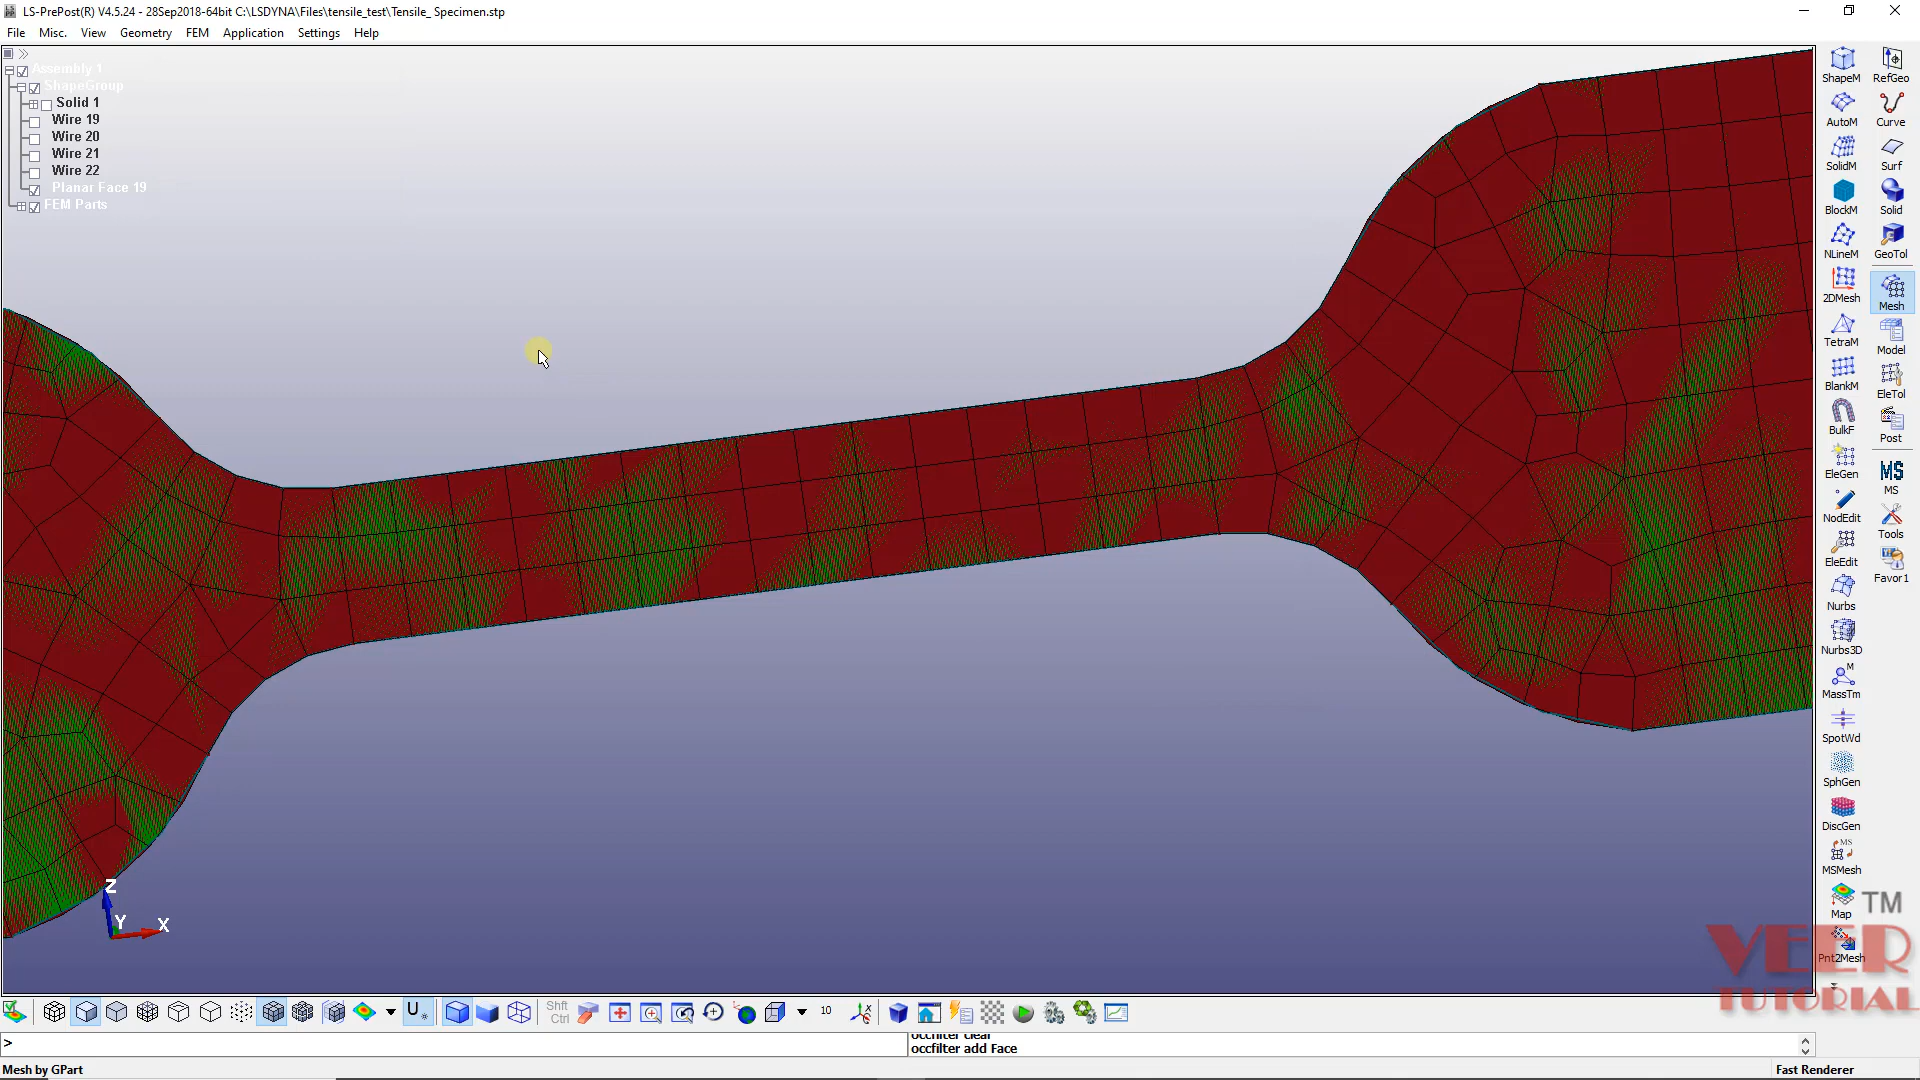 LS-PrePost(R) V4.5.24 - 28Sep2018-64bit C:\LSDYNA\Files\tensile_test\Tensile_ Specimen.stp
File Misc. View Geometry FEM Application Settings Help
Assembly 1
ShapeGroup
Solid 1
Wire 19
Wire 20
Wire 21
Wire 22
Planar Face 19
FEM Parts
ShapeM RefGeo
AutoM Curve
SolidM Surf
BlockM Solid
NLineM GeoTol
2DMesh Mesh
TetraM Model
BlankM EleTol
BulkF Post
EleGen MS
MS
NodEdit Tools
EleEdit Favor1
Nurbs
Nurbs3D
M
MassTm
SpotWd
SphGen
DiscGen
MS
MSMesh
Map
Pnt2Mesh
TM
VEER
TUTORIAL
Z
Y X
U
Shft
Ctrl
10
>
occfilter clear
occfilter add Face
Mesh by GPart
Fast Renderer